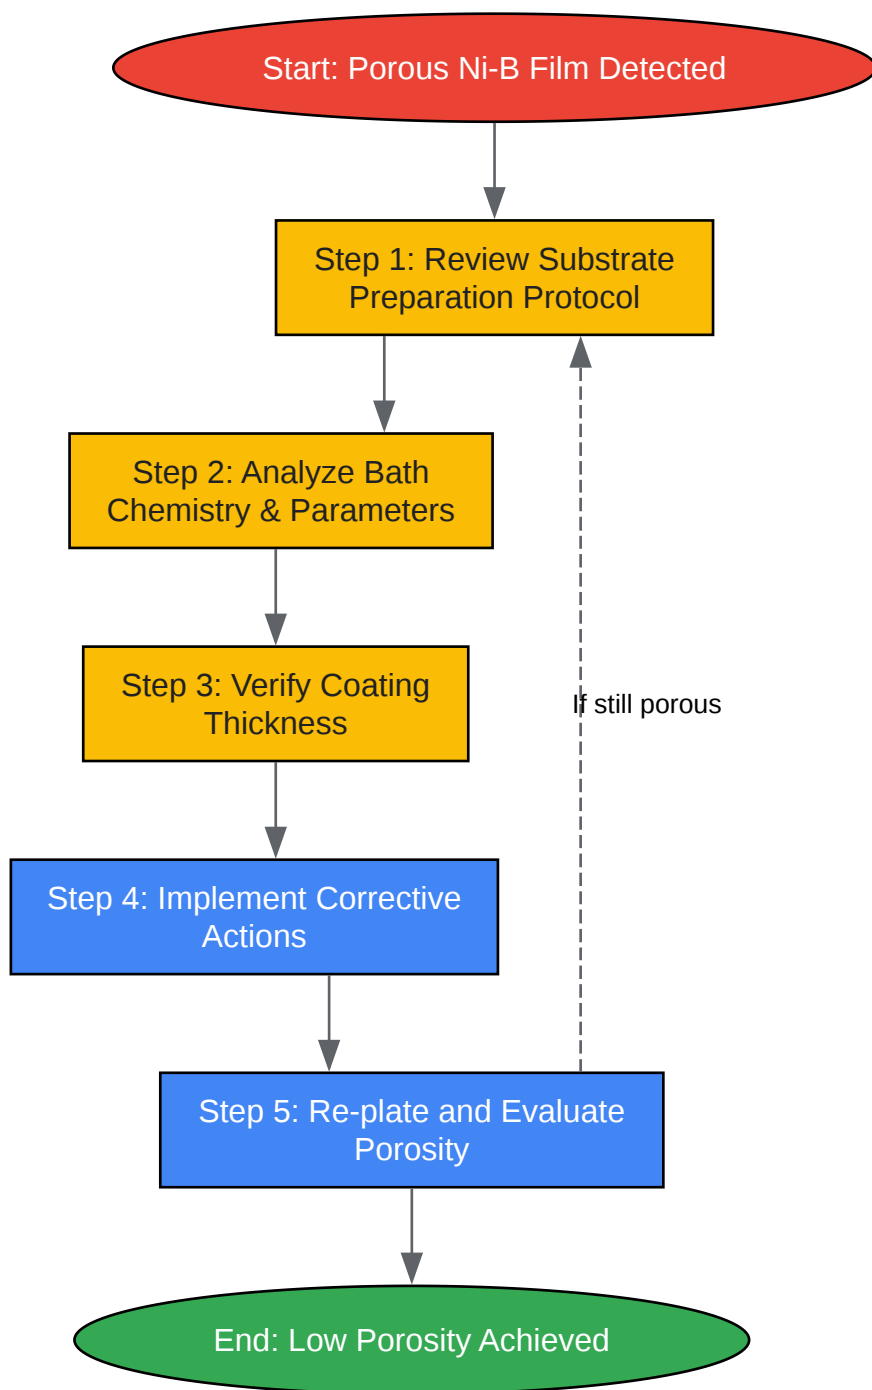 Start: Porous Ni-B Film Detected
Step 1: Review Substrate
Preparation Protocol
Step 2: Analyze Bath
Chemistry & Parameters
Step 3: Verify Coating
Thickness
If still porous
Step 4: Implement Corrective
Actions
Step 5: Re-plate and Evaluate
Porosity
End: Low Porosity Achieved